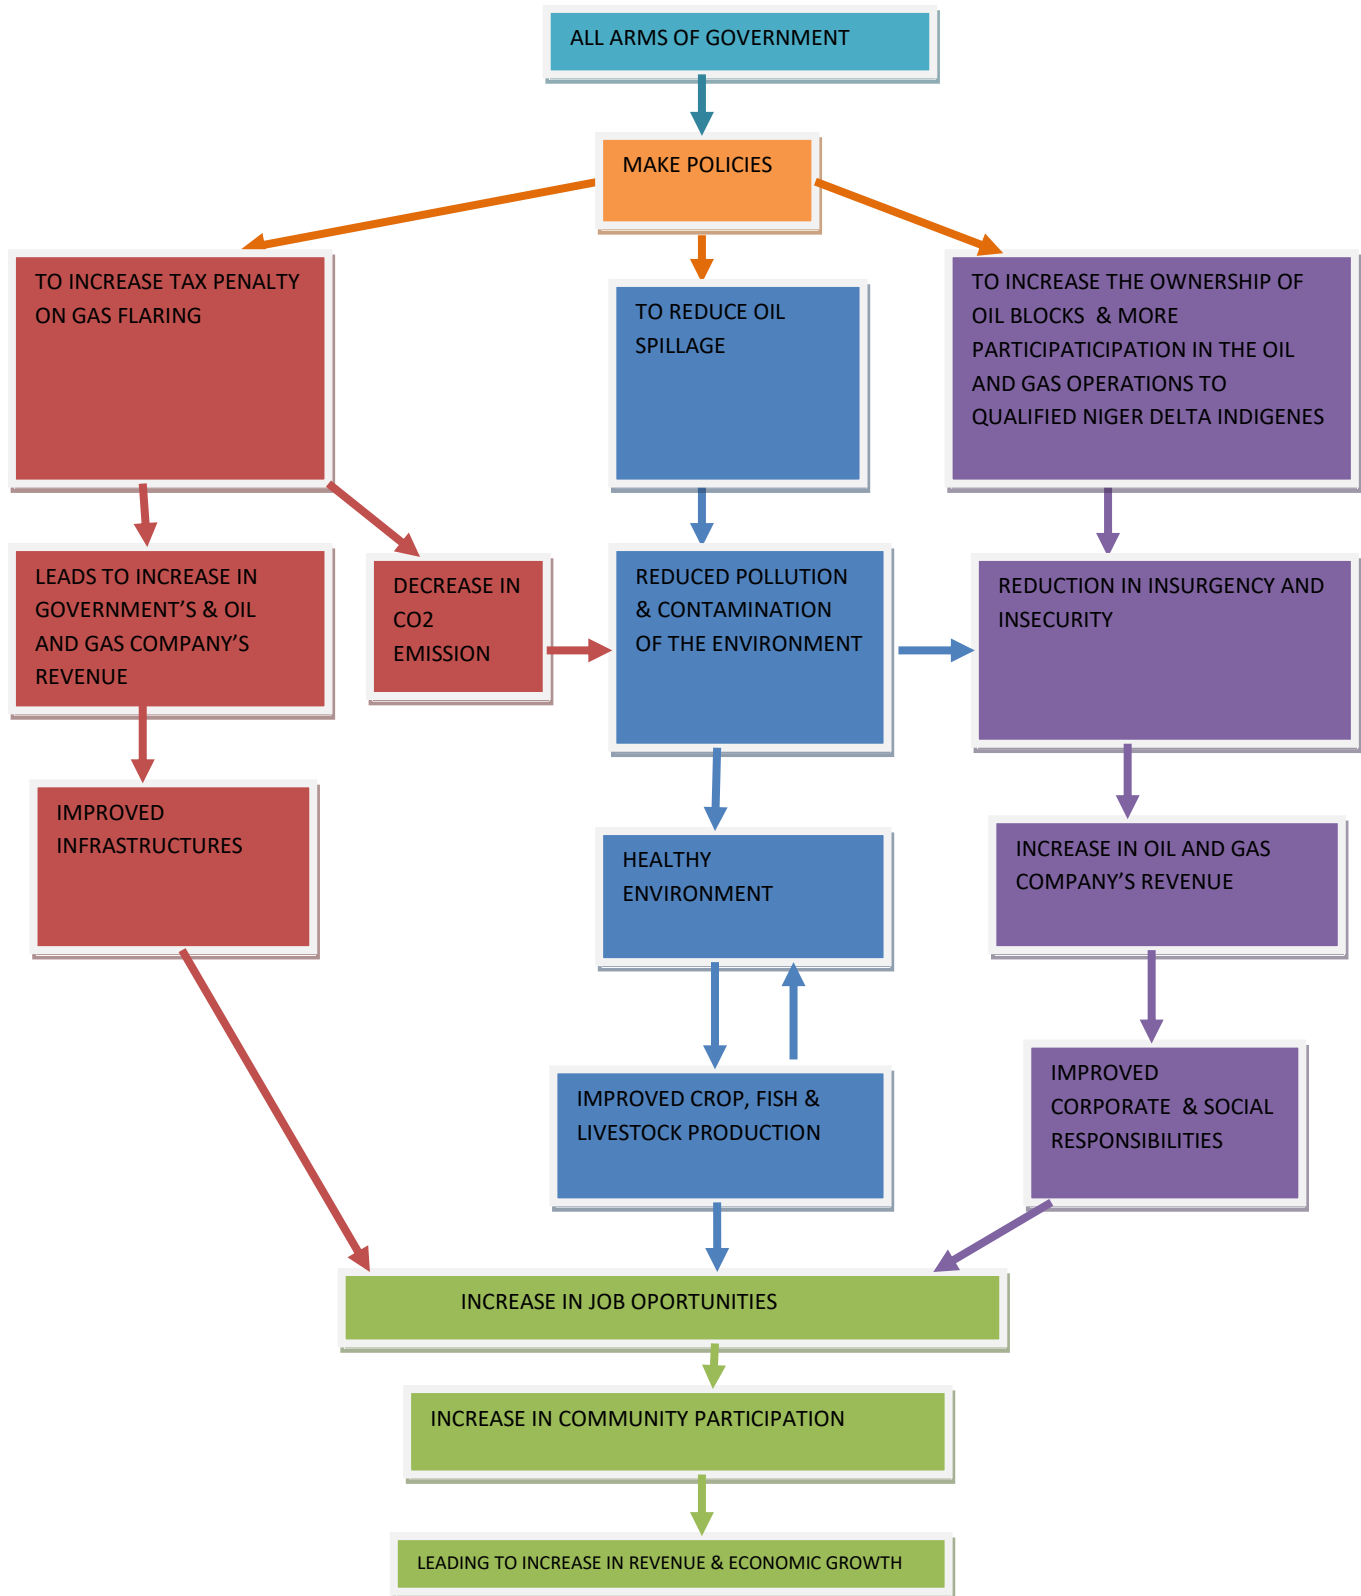 ALL ARMS OF GOVERNMENT
MAKE POLICIES
TO INCREASE TAX PENALTY
ON GAS FLARING
TO REDUCE OIL
SPILLAGE
TO INCREASE THE OWNERSHIP OF
OIL BLOCKS & MORE
PARTICIPATICIPATION IN THE OIL
AND GAS OPERATIONS TO
QUALIFIED NIGER DELTA INDIGENES
LEADS TO INCREASE IN
GOVERNMENT’S & OIL
AND GAS COMPANY’S
REVENUE
DECREASE IN
CO2
EMISSION
REDUCED POLLUTION
& CONTAMINATION
OF THE ENVIRONMENT
REDUCTION IN INSURGENCY AND
INSECURITY
IMPROVED
INFRASTRUCTURES
HEALTHY
ENVIRONMENT
INCREASE IN OIL AND GAS
COMPANY’S REVENUE
IMPROVED CROP, FISH &
LIVESTOCK PRODUCTION
IMPROVED
CORPORATE & SOCIAL
RESPONSIBILITIES
INCREASE IN JOB OPORTUNITIES
INCREASE IN COMMUNITY PARTICIPATION
LEADING TO INCREASE IN REVENUE & ECONOMIC GROWTH